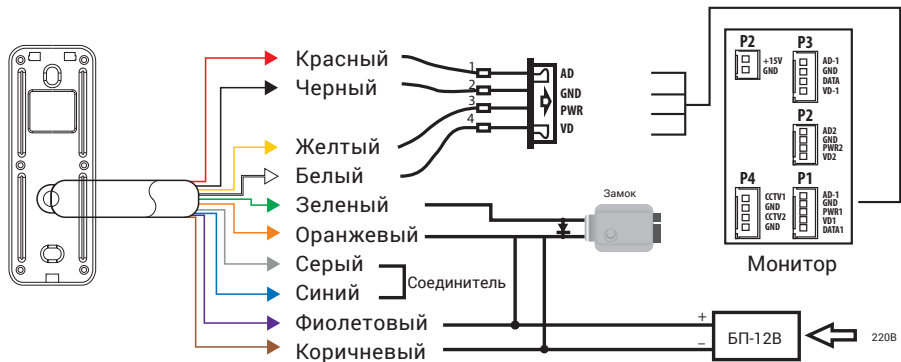 Красный
Черный
Желтый
Белый
Зеленый
Оранжевый
Серый
Синий
Фиолетовый
Коричневый
Соединитель
1
2
3
4
AD
GND
PWR
VD
Замок
P2
+15V
GND
P3
AD-1
GND
DATA
VD-1
P2
AD2
GND
PWR2
VD2
P4
CCTV1
GND
CCTV2
GND
P1
AD-1
GND
PWR1
VD1
DATA1
Монитор
+
–
БП-12В
220В